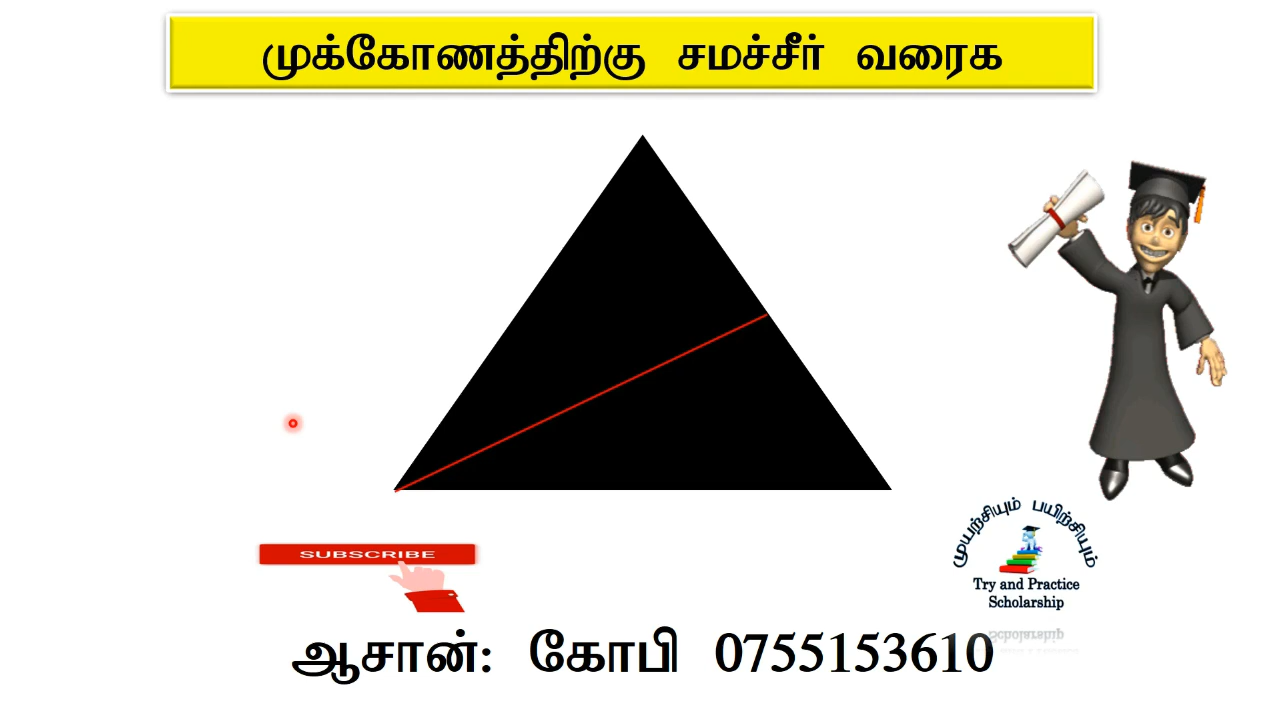 முக்கோணத்திற்கு சமச்சீர் வரைக
SUBSCRIBE
முயற்சியும் பயிற்சியும்
Try and Practice
Scholarship
ஆசான்: கோபி 0755153610